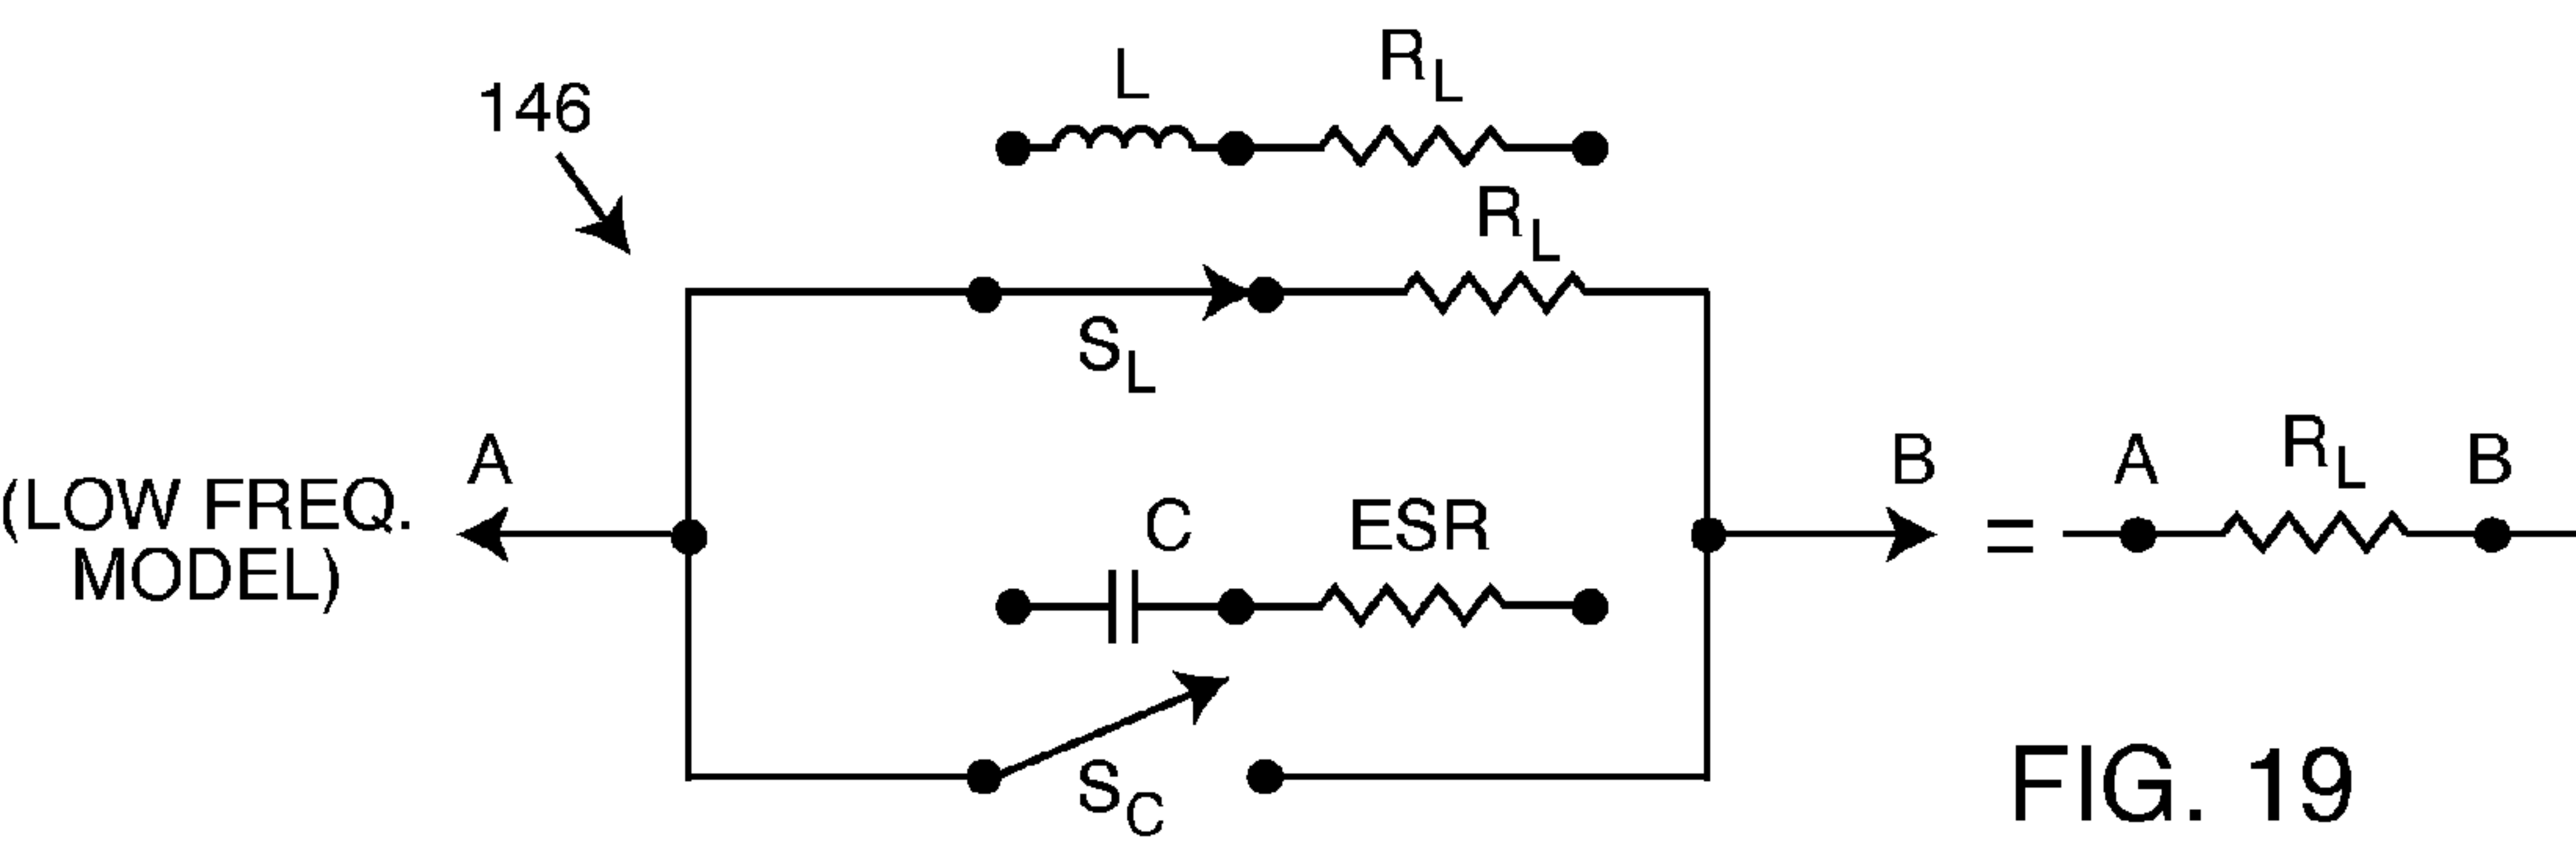 146
L
R_L
R_L
S_L
(LOW FREQ.
MODEL)
A
B
=
A
R_L
B
C
ESR
S_C
FIG. 19